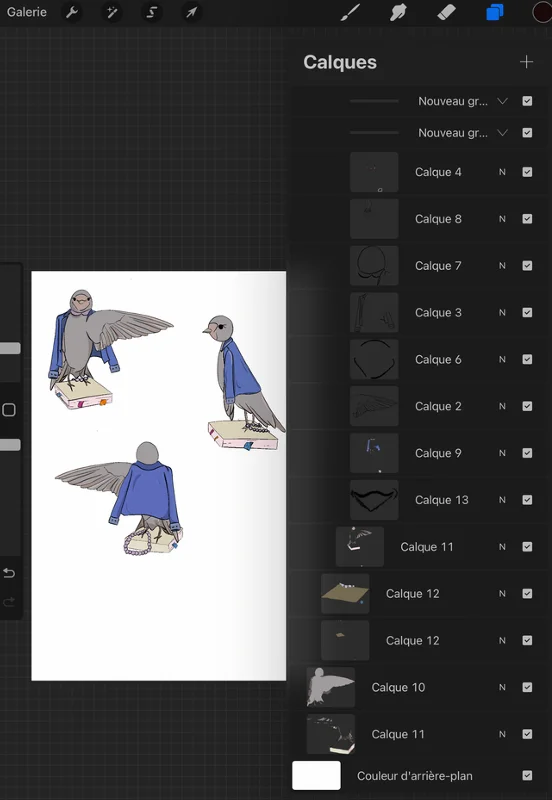 Galerie
Calques
Nouveau gr...
Nouveau gr...
Calque 4 N
Calque 8 N
Calque 7 N
Calque 3 N
Calque 6 N
Calque 2 N
Calque 9 N
Calque 13 N
Calque 11 N
Calque 12 N
Calque 12 N
Calque 10 N
Calque 11 N
Couleur d'arrière-plan